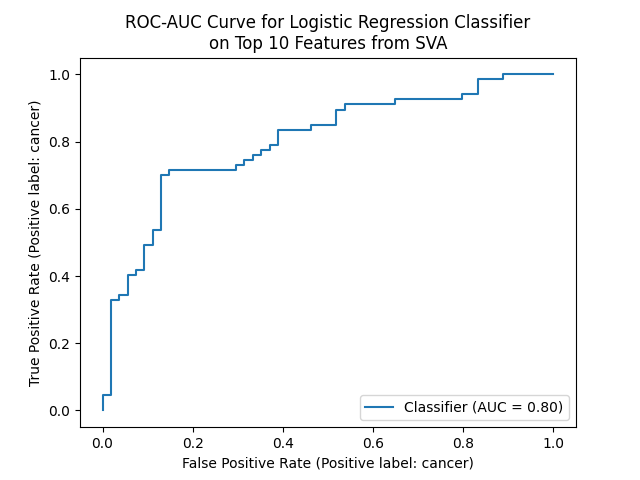 ROC-AUC Curve for Logistic Regression Classifier
on Top 10 Features from SVA
True Positive Rate (Positive label: cancer)
1.0
0.8
0.6
0.4
0.2
0.0
Classifier (AUC = 0.80)
0.0 0.2 0.4 0.6 0.8 1.0
False Positive Rate (Positive label: cancer)